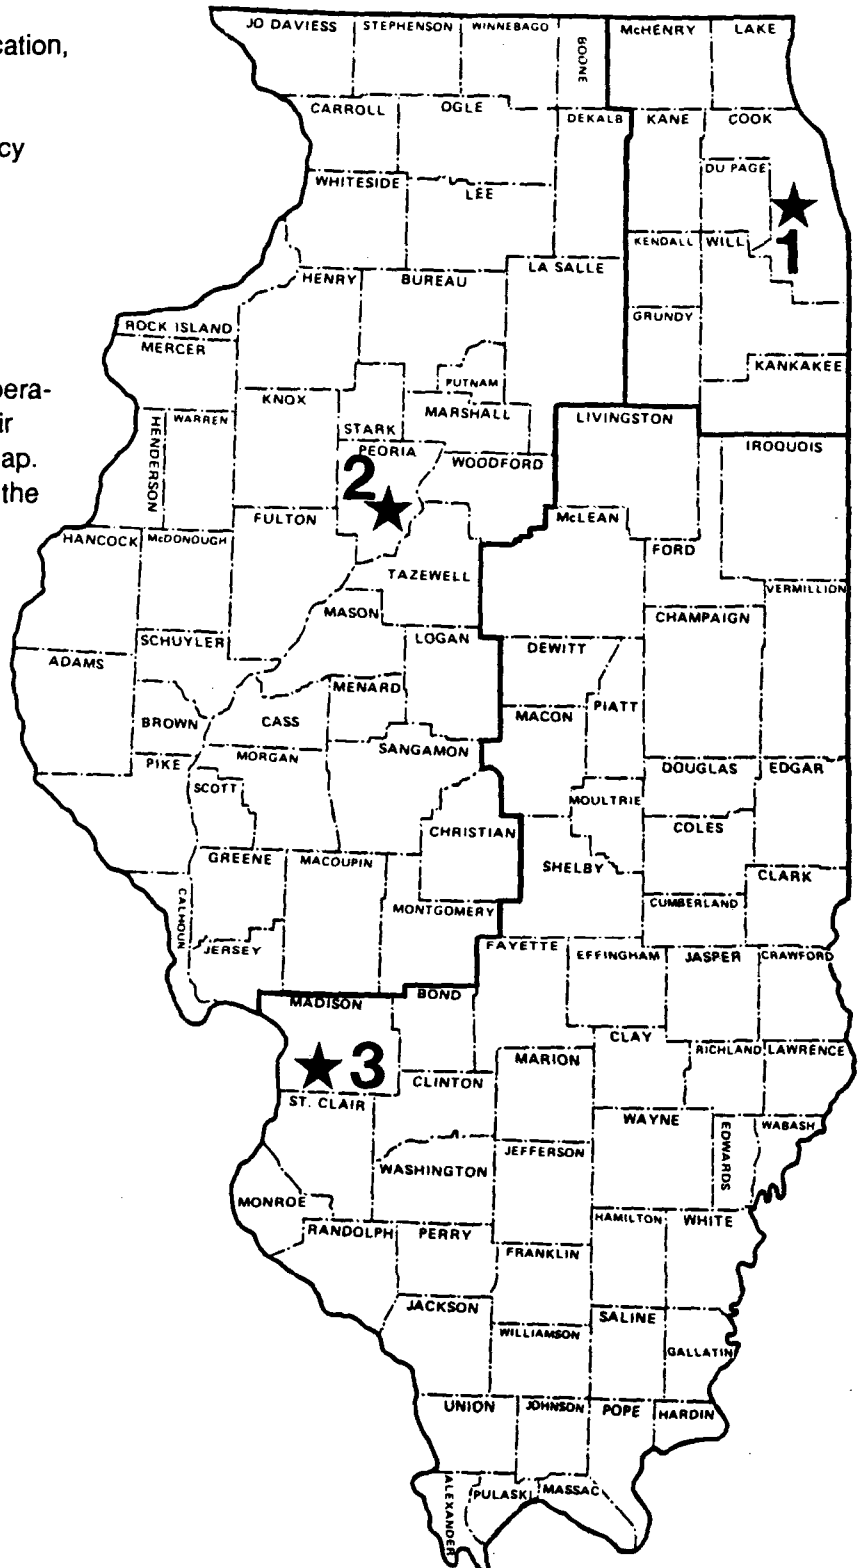 cation,
cy
pera-
ir
ap.
the
JO DAVIESS
STEPHENSON
WINNEBAGO
BOONE
McHENRY
LAKE
CARROLL
OGLE
DEKALB
KANE
COOK
DU PAGE
WHITESIDE
LEE
1
KENDALL
WILL
HENRY
BUREAU
LA SALLE
ROCK ISLAND
MERCER
GRUNDY
KANKAKEE
PUTNAM
KNOX
MARSHALL
STARK
LIVINGSTON
HENDERSON
WARREN
PEORIA
WOODFORD
IROQUOIS
2
FULTON
McLEAN
HANCOCK
McDONOUGH
FORD
TAZEWELL
VERMILLION
MASON
CHAMPAIGN
SCHUYLER
LOGAN
DEWITT
ADAMS
MENARD
PIATT
BROWN
CASS
MACON
PIKE
MORGAN
SANGAMON
DOUGLAS
EDGAR
SCOTT
MOULTRIE
CHRISTIAN
COLES
GREENE
MACOUPIN
SHELBY
CLARK
CALHOUN
MONTGOMERY
CUMBERLAND
JERSEY
FAYETTE
EFFINGHAM
JASPER
CRAWFORD
MADISON
BOND
CLAY
RICHLAND
LAWRENCE
3
MARION
CLINTON
ST. CLAIR
WAYNE
EDWARDS
WABASH
WASHINGTON
JEFFERSON
MONROE
RANDOLPH
PERRY
HAMILTON
WHITE
FRANKLIN
JACKSON
SALINE
WILLIAMSON
GALLATIN
UNION
JOHNSON
POPE
HARDIN
ALEXANDER
PULASKI
MASSAC